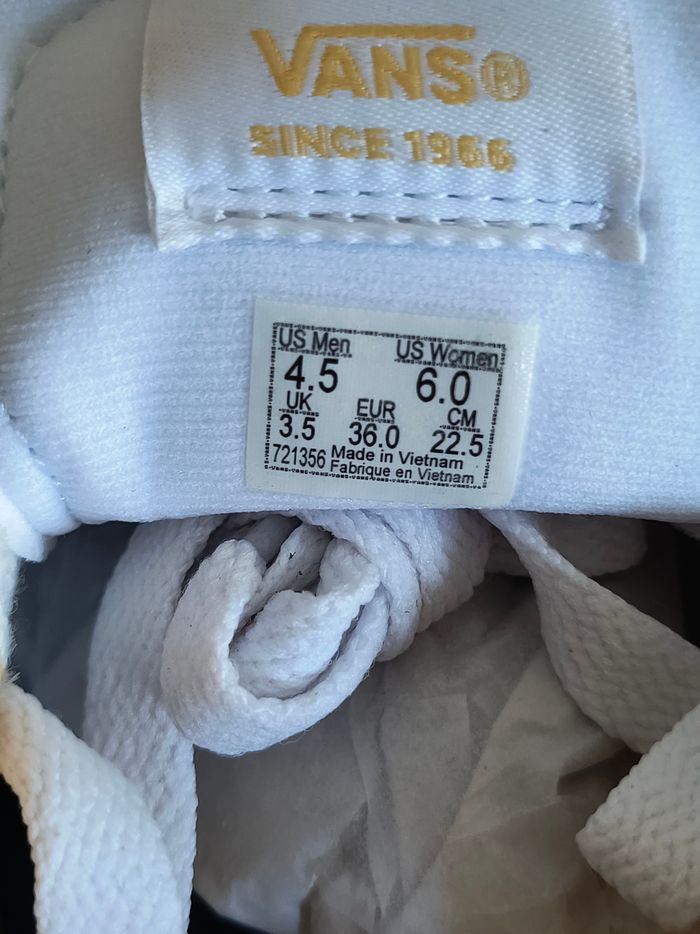 VANS®
SINCE 1966
US Men US Women
4.5 6.0
UK EUR CM
3.5 36.0 22.5
721356 Made in Vietnam
Fabrique en Vietnam